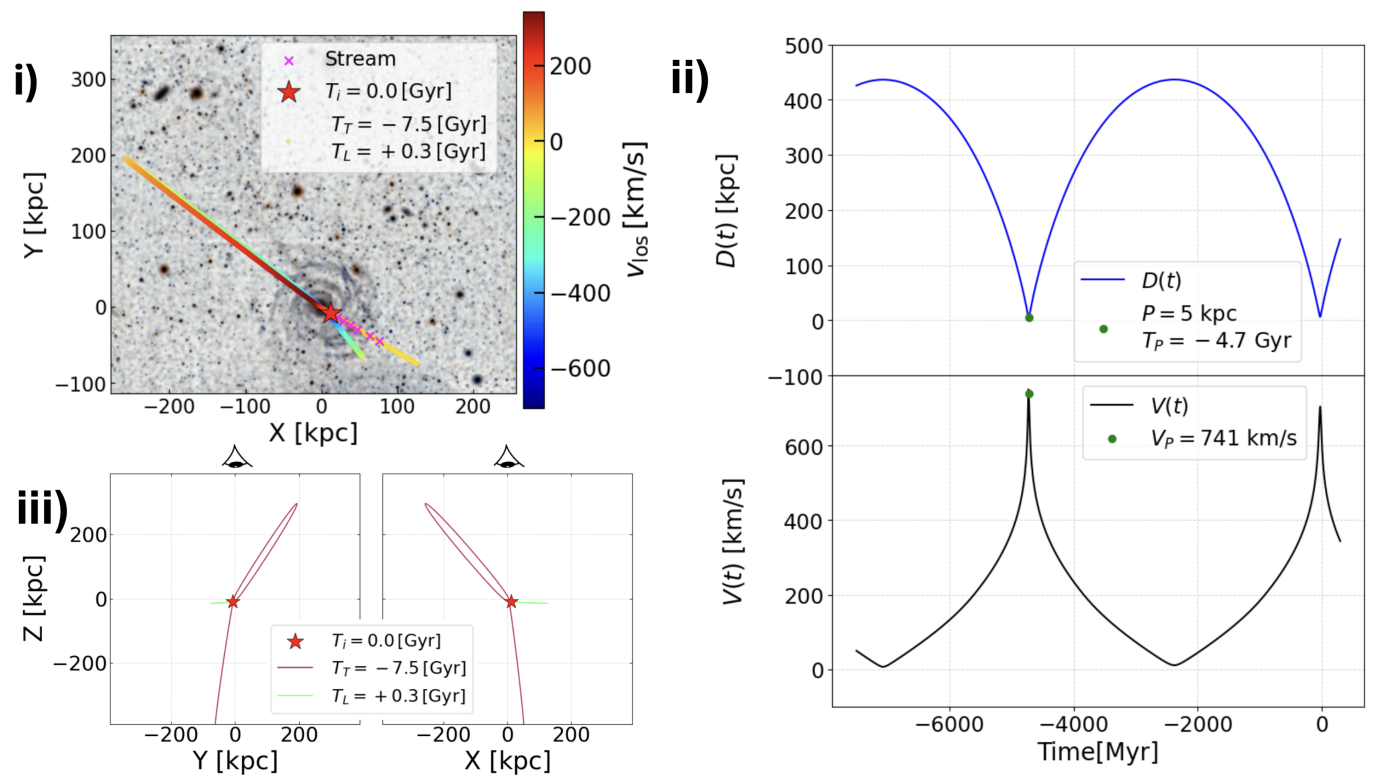 i)
Y [kpc]
300
200
100
0
−100
Stream
T_i = 0.0 [Gyr]
T_T = −7.5 [Gyr]
T_L = +0.3 [Gyr]
−200 −100 0 100 200
X [kpc]
200
0
−200
−400
−600
v_los [km/s]
iii)
Z [kpc]
200
0
−200
−200 0 200
Y [kpc]
−200 0 200
X [kpc]
T_i = 0.0 [Gyr]
T_T = −7.5 [Gyr]
T_L = +0.3 [Gyr]
ii)
D(t) [kpc]
500
400
300
200
100
0
−100
D(t)
P = 5 kpc
T_P = −4.7 Gyr
V(t) [km/s]
600
400
200
0
V(t)
V_P = 741 km/s
−6000 −4000 −2000 0
Time[Myr]